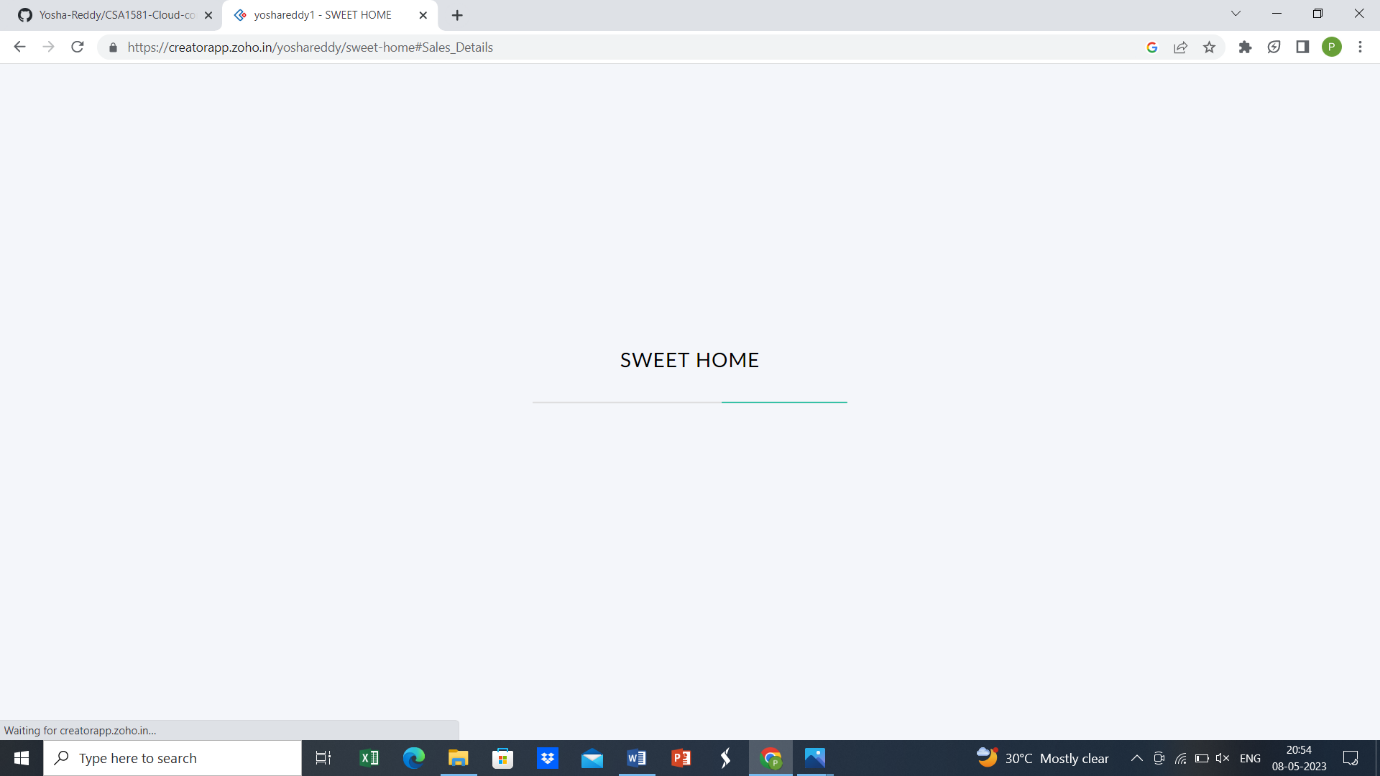 Yosha-Reddy/CSA1581-Cloud-co
yoshareddy1 - SWEET HOME
https://creatorapp.zoho.in/yoshareddy/sweet-home#Sales_Details
P
SWEET HOME
Waiting for creatorapp.zoho.in...
Type here to search
30°C Mostly clear
ENG
20:54
08-05-2023